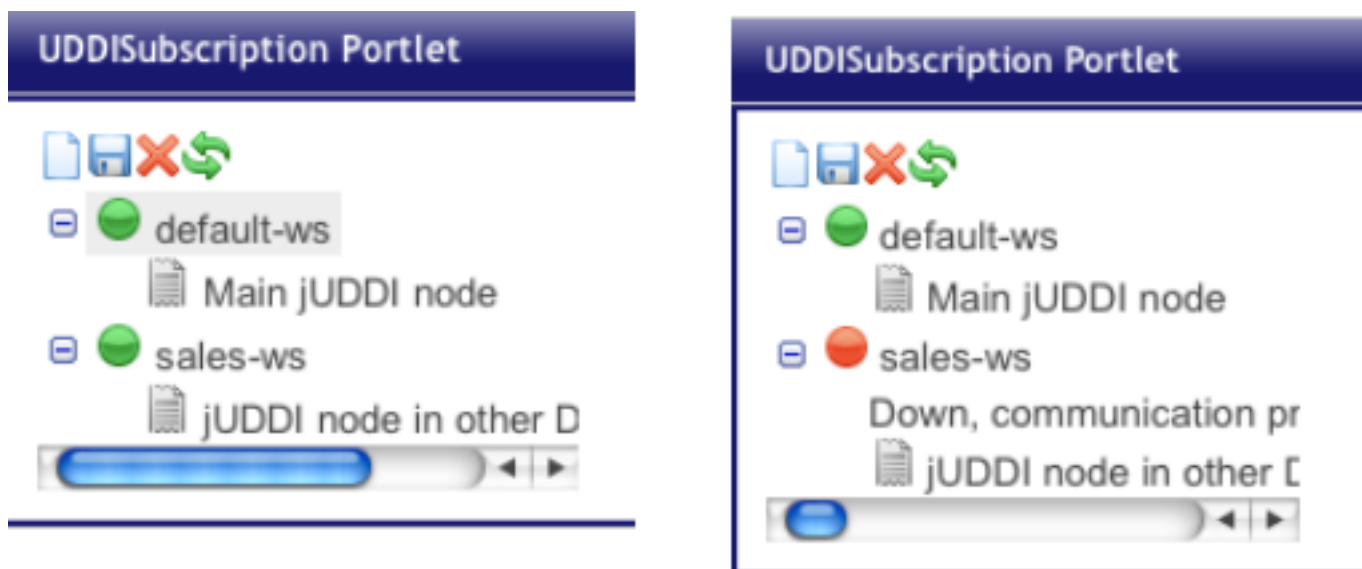 UDDISubscription Portlet
default-ws
Main jUDDI node
sales-ws
jUDDI node in other D
UDDISubscription Portlet
default-ws
Main jUDDI node
sales-ws
Down, communication pr
jUDDI node in other